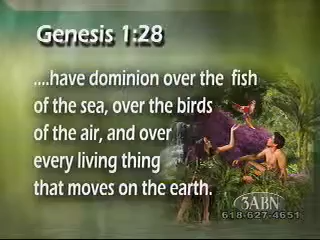 Genesis 1:28
....have dominion over the fish
of the sea, over the birds
of the air, and over
every living thing
that moves on the earth.
3ABN
618-627-4651